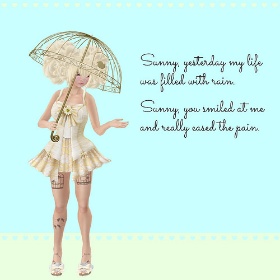 Sunny, yesterday my life
was filled with rain.
Sunny, you smiled at me
and really eased the pain.